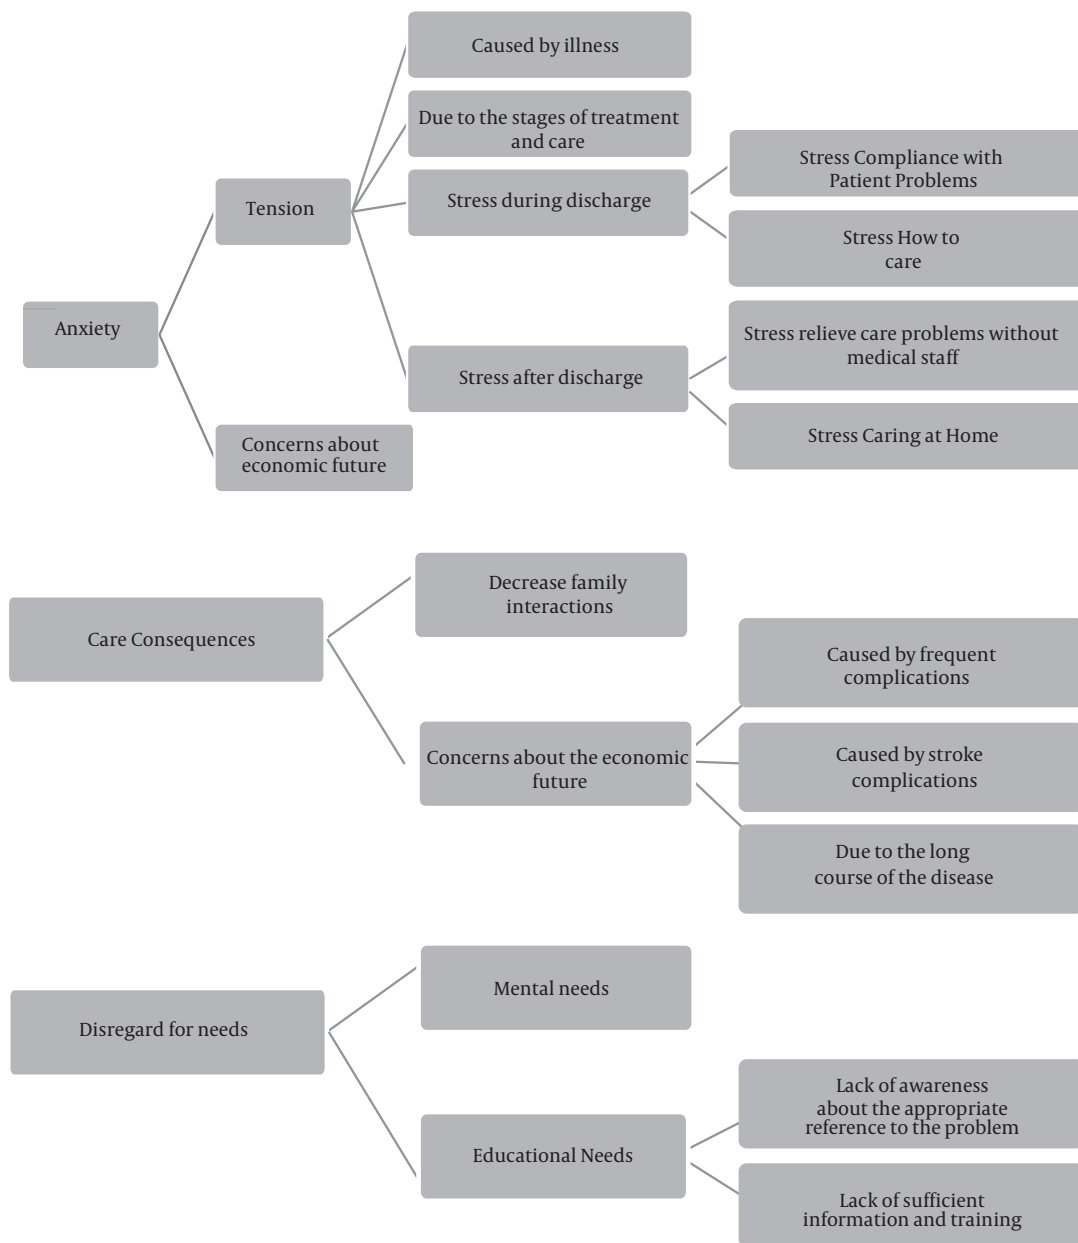 Caused by illness
Due to the stages of treatment
and care
Stress Compliance with
Patient Problems
Tension
Stress during discharge
Stress How to
care
Anxiety
Stress relieve care problems without
medical staff
Stress after discharge
Stress Caring at Home
Concerns about
economic future
Decrease family
interactions
Care Consequences
Caused by frequent
complications
Concerns about the economic
future
Caused by stroke
complications
Due to the long
course of the disease
Mental needs
Disregard for needs
Lack of awareness
about the appropriate
reference to the problem
Educational Needs
Lack of sufficient
information and training